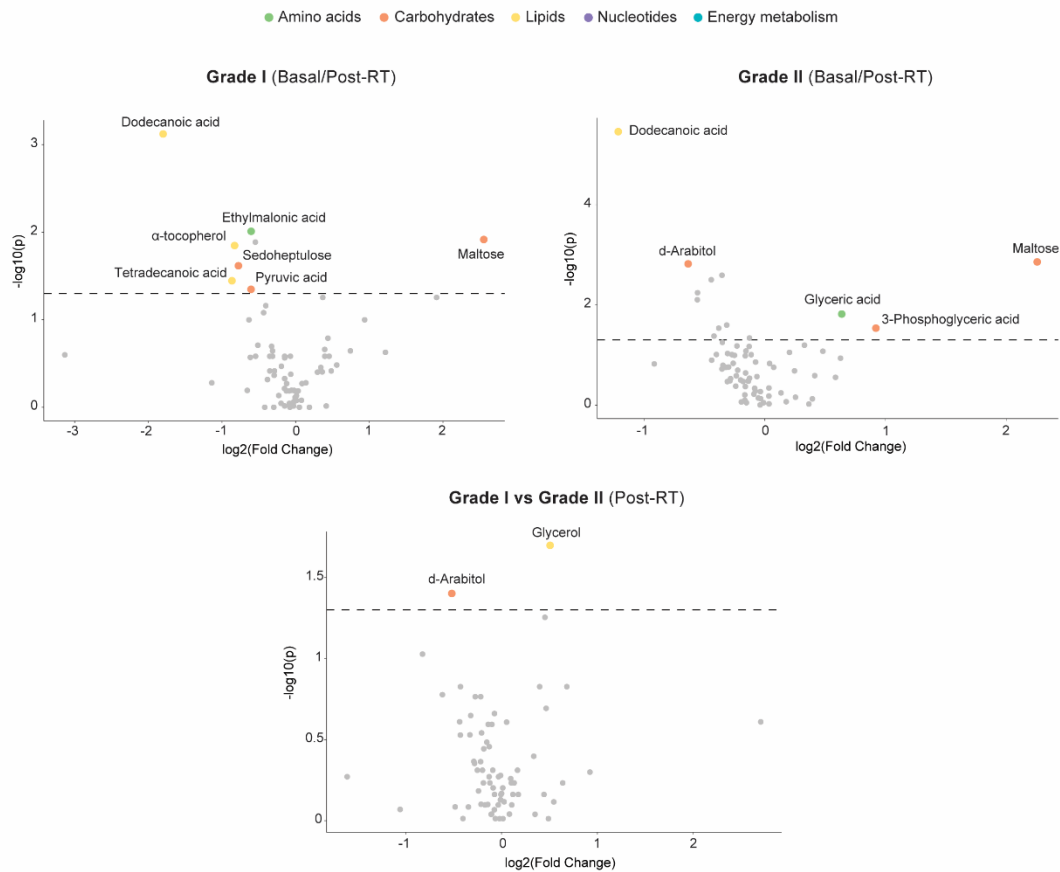 Amino acids Carbohydrates Lipids Nucleotides Energy metabolism
Grade I (Basal/Post-RT)
Dodecanoic acid
Ethylmalonic acid
α-tocopherol
Sedoheptulose
Maltose
Tetradecanoic acid
Pyruvic acid
-log10(p)
3
2
1
0
-3 -2 -1 0 1 2
log2(Fold Change)
Grade II (Basal/Post-RT)
Dodecanoic acid
d-Arabitol
Maltose
Glyceric acid
3-Phosphoglyceric acid
-log10(p)
4
2
0
-1 0 1 2
log2(Fold Change)
Grade I vs Grade II (Post-RT)
Glycerol
d-Arabitol
-log10(p)
1.5
1
0.5
0
-1 0 1 2
log2(Fold Change)